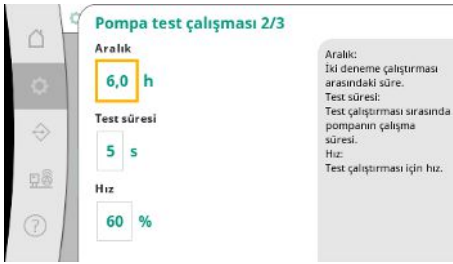 Pompa test çalışması 2/3
Aralık
6,0 h
Test süresi
5 s
Hız
60 %
Aralık:
İki deneme çalıştırması
arasındaki süre.
Test süresi:
Test çalıştırması sırasında
pompanın çalışma
süresi.
Hız:
Test çalıştırması için hız.